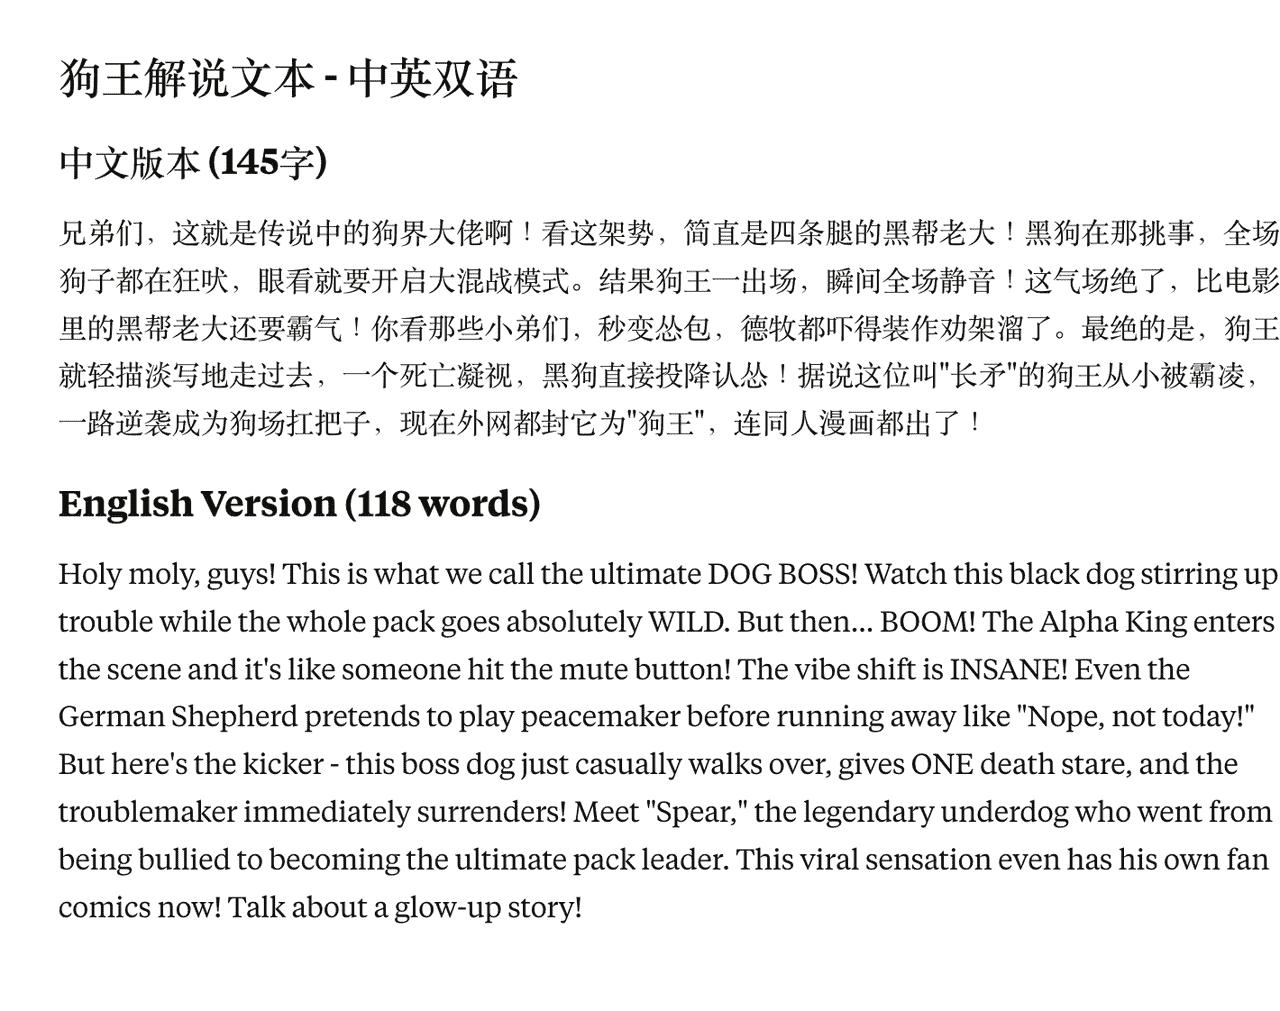 狗王解说文本 - 中英双语
中文版本 (145字)
兄弟们，这就是传说中的狗界大佬啊！看这架势，简直是四条腿的黑帮老大！黑狗在那挑事，全场
狗子都在狂吠，眼看就要开启大混战模式。结果狗王一出场，瞬间全场静音！这气场绝了，比电影
里的黑帮老大还要霸气！你看那些小弟们，秒变怂包，德牧都吓得装作劝架溜了。最绝的是，狗王
就轻描淡写地走过去，一个死亡凝视，黑狗直接投降认怂！据说这位叫"长矛"的狗王从小被霸凌，
一路逆袭成为狗场扛把子，现在外网都封它为"狗王"，连同人漫画都出了！
English Version (118 words)
Holy moly, guys! This is what we call the ultimate DOG BOSS! Watch this black dog stirring up
trouble while the whole pack goes absolutely WILD. But then... BOOM! The Alpha King enters
the scene and it's like someone hit the mute button! The vibe shift is INSANE! Even the
German Shepherd pretends to play peacemaker before running away like "Nope, not today!"
But here's the kicker - this boss dog just casually walks over, gives ONE death stare, and the
troublemaker immediately surrenders! Meet "Spear," the legendary underdog who went from
being bullied to becoming the ultimate pack leader. This viral sensation even has his own fan
comics now! Talk about a glow-up story!